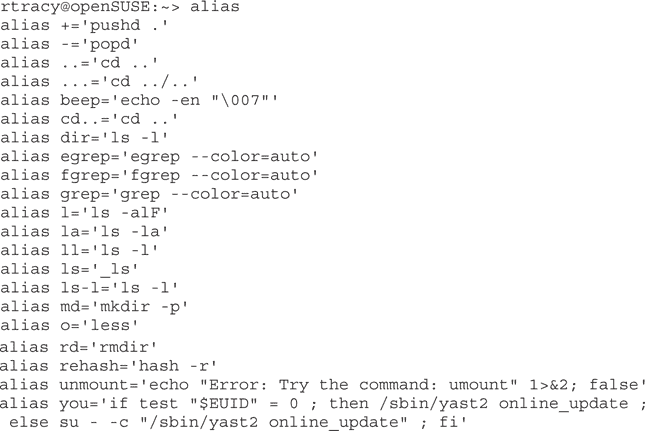 rtracy@openSUSE:~> alias
alias +='pushd .'
alias -='popd'
alias ..='cd ..'
alias ...='cd ../..'
alias beep='echo -en "\007"'
alias cd..='cd ..'
alias dir='ls -l'
alias egrep='egrep --color=auto'
alias fgrep='fgrep --color=auto'
alias grep='grep --color=auto'
alias l='ls -alF'
alias la='ls -la'
alias ll='ls -l'
alias ls='_ls'
alias ls-l='ls -l'
alias md='mkdir -p'
alias o='less'
alias rd='rmdir'
alias rehash='hash -r'
alias unmount='echo "Error: Try the command: umount" 1>&2; false'
alias you='if test "$EUID" = 0 ; then /sbin/yast2 online_update ;
else su - -c "/sbin/yast2 online_update" ; fi'